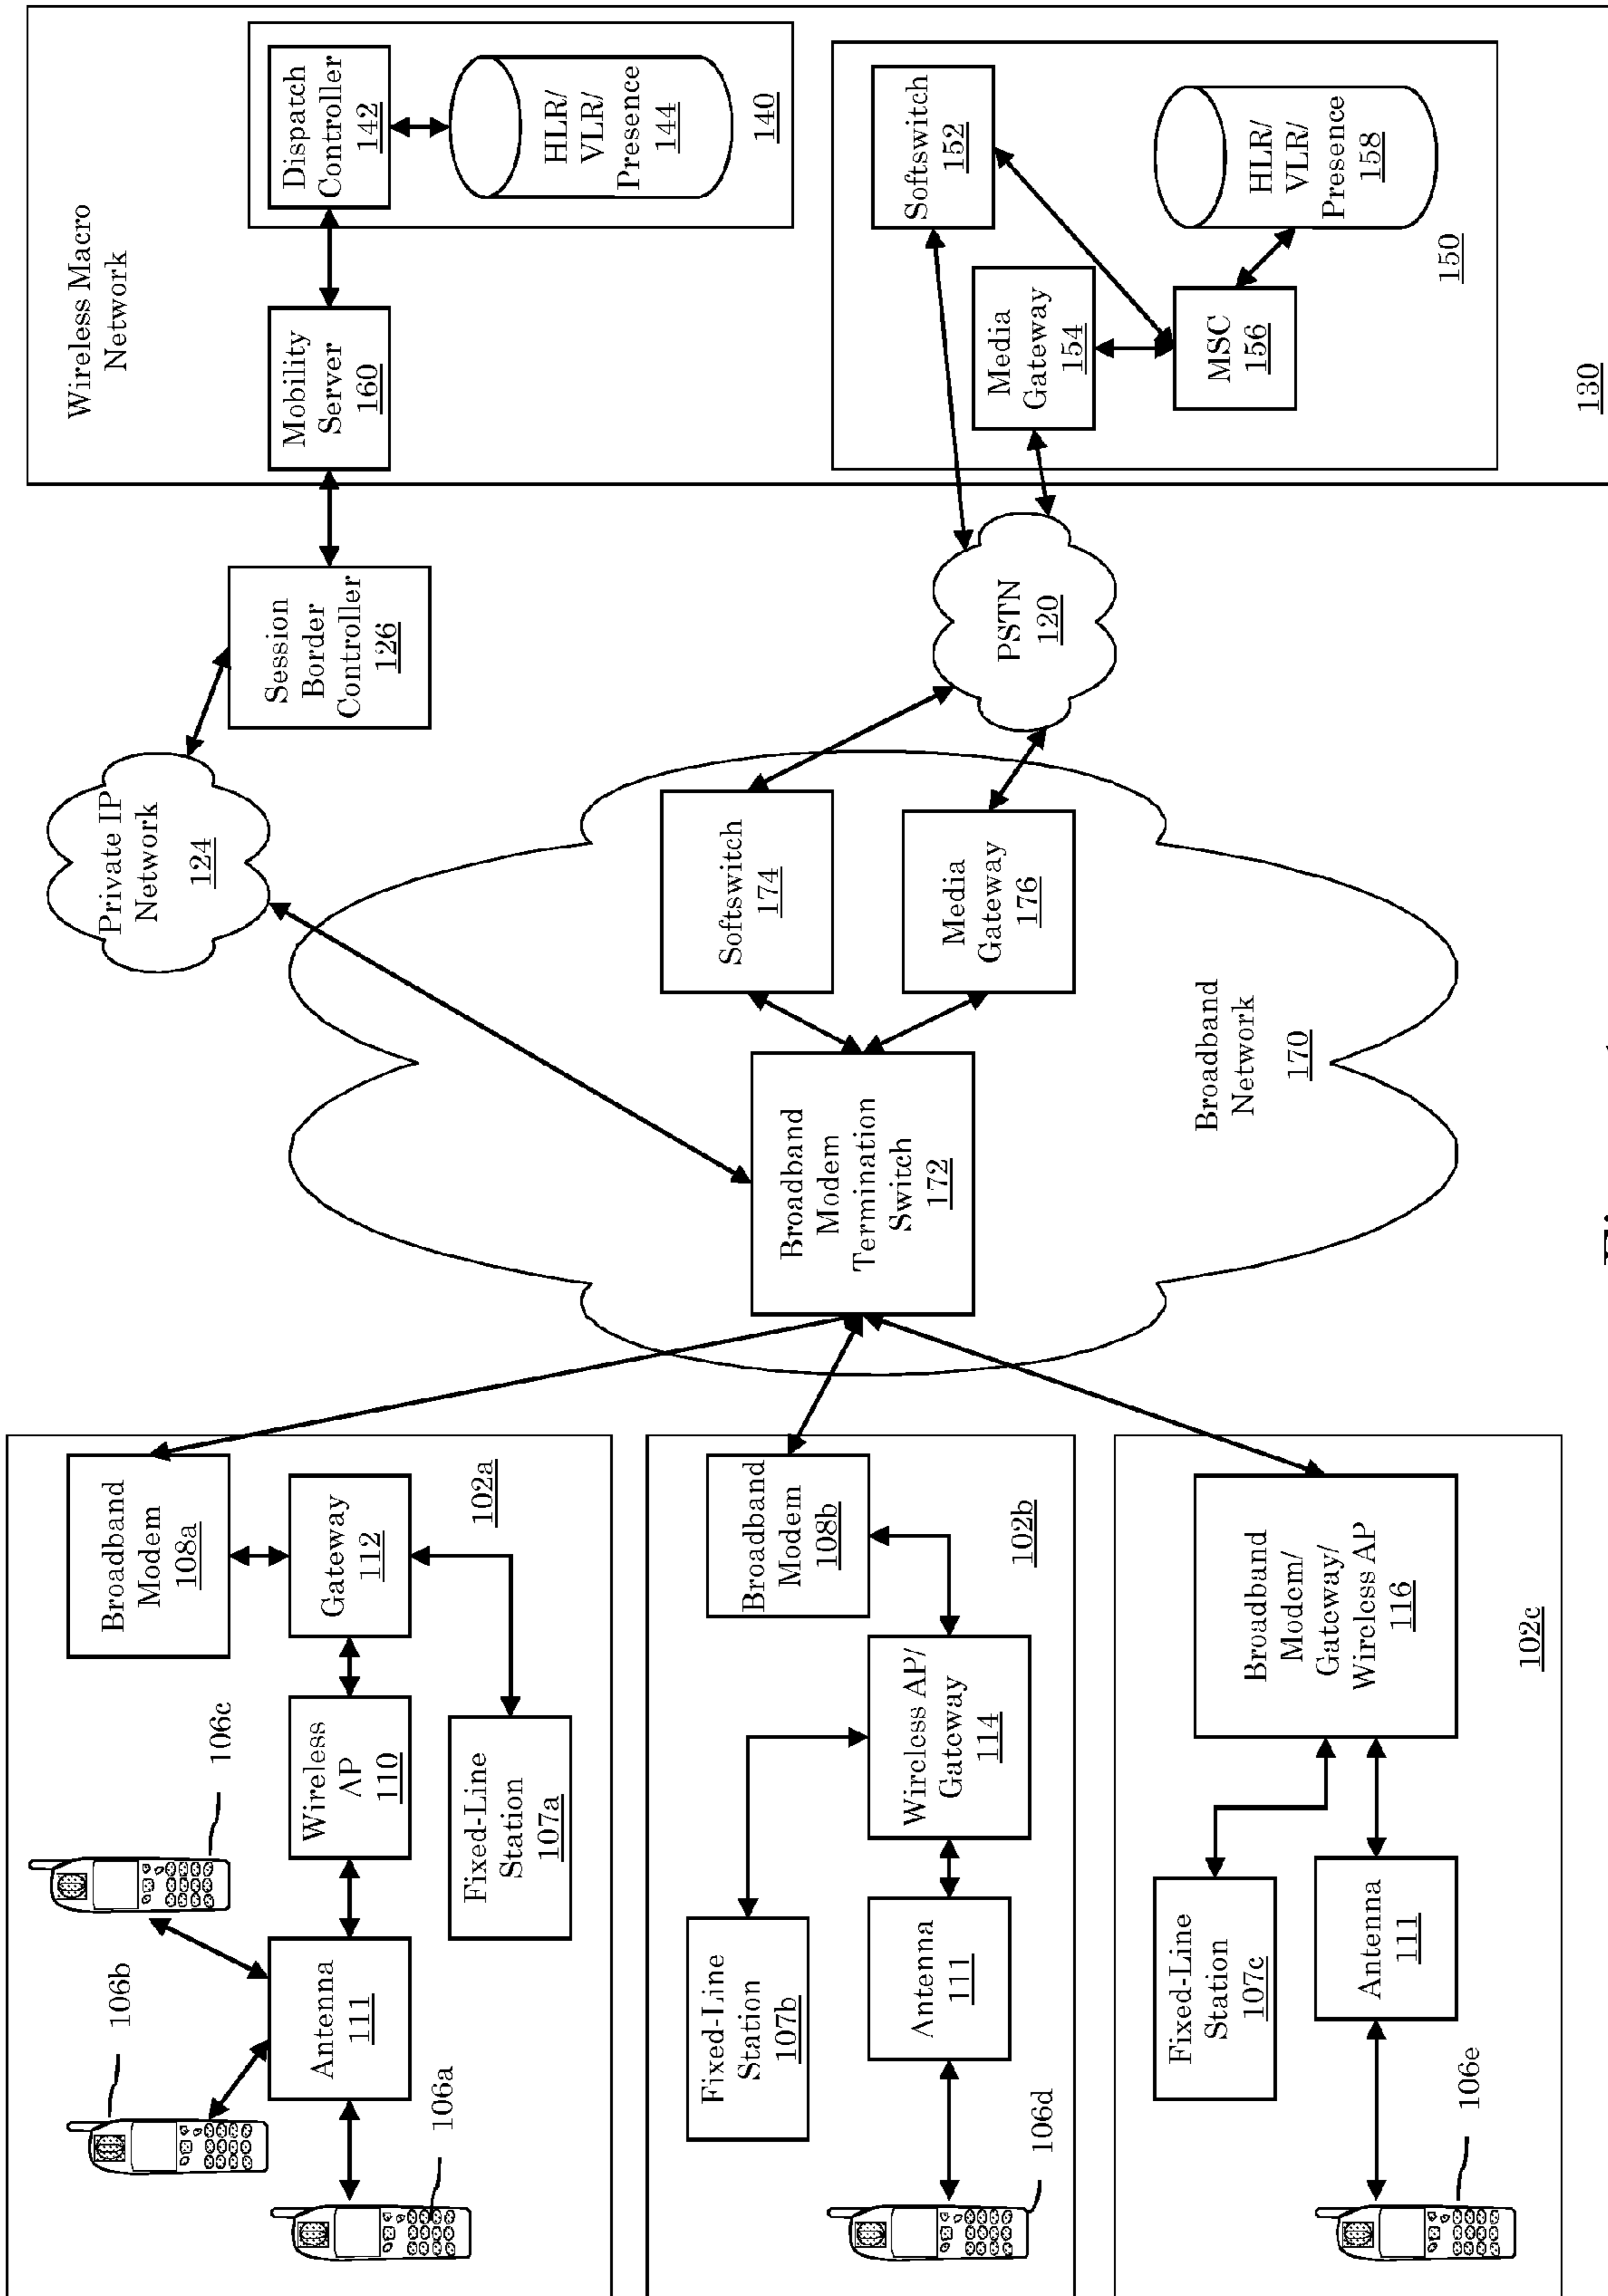 Broadband
Modem
108a
Gateway
112
102a
Wireless
AP
110
106c
Fixed-Line
Station
107a
Antenna
111
106b
106a
Broadband
Modem
108b
102b
Wireless AP/
Gateway
114
Fixed-Line
Station
107b
Antenna
111
106d
Broadband
Modem/
Gateway/
Wireless AP
116
102c
Fixed-Line
Station
107c
Antenna
111
106e
Broadband
Modem
Termination
Switch
172
Softswitch
174
Media
Gateway
176
Broadband
Network
170
Private IP
Network
124
Session
Border
Controller
126
PSTN
120
Wireless Macro
Network
Mobility
Server
160
Dispatch
Controller
142
HLR/
VLR/
Presence
144
140
Softswitch
152
Media
Gateway
154
MSC
156
HLR/
VLR/
Presence
158
150
130